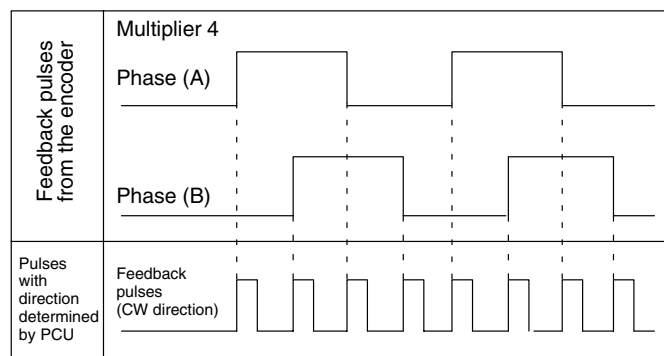 Feedback pulses
from the encoder
Multiplier 4
Phase (A)
Phase (B)
Pulses
with
direction
determined
by PCU
Feedback
pulses
(CW direction)